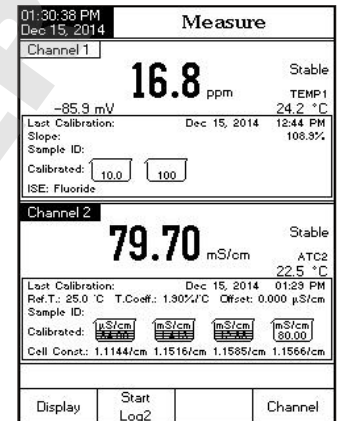 01:30:38 PM
Dec 15, 2014
Measure
Channel 1
16.8 ppm
Stable
TEMP1
-85.9 mV
24.2 °C
Last Calibration: Dec 15, 2014 12:44 PM
Slope: 108.9%
Sample ID:
Calibrated: 10.0 100
ISE: Fluoride
Channel 2
79.70 mS/cm
Stable
ATC2
22.5 °C
Last Calibration: Dec 15, 2014 01:29 PM
Ref.T.: 25.0 °C T.Coeff.: 1.90%/°C Offset: 0.000 µS/cm
Sample ID:
Calibrated: µS/cm mS/cm mS/cm mS/cm
80.00
Cell Const.: 1.1144/cm 1.1516/cm 1.1585/cm 1.1566/cm
Display
Start
Log2
Channel